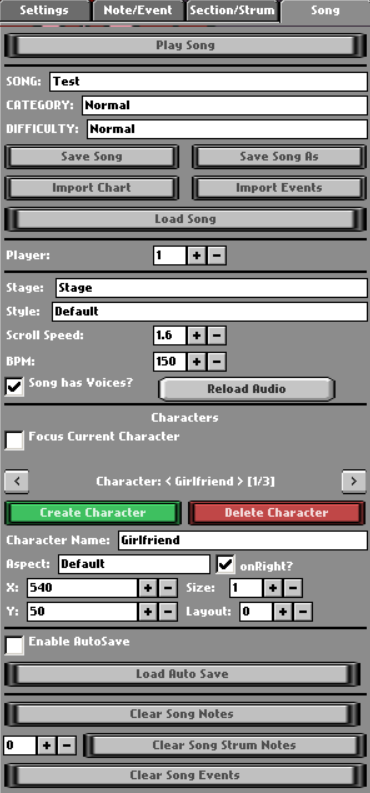 Settings Note/Event Section/Strum Song
Play Song
SONG: Test
CATEGORY: Normal
DIFFICULTY: Normal
Save Song Save Song As
Import Chart Import Events
Load Song
Player: 1 + -
Stage: Stage
Style: Default
Scroll Speed: 1.6 + -
BPM: 150 + -
Song has Voices? Reload Audio
Characters
Focus Current Character
< Character: < Girlfriend > [1/3] >
Create Character Delete Character
Character Name: Girlfriend
Aspect: Default onRight?
X: 540 + - Size: 1 + -
Y: 50 + - Layout: 0 + -
Enable AutoSave
Load Auto Save
Clear Song Notes
0 + - Clear Song Strum Notes
Clear Song Events